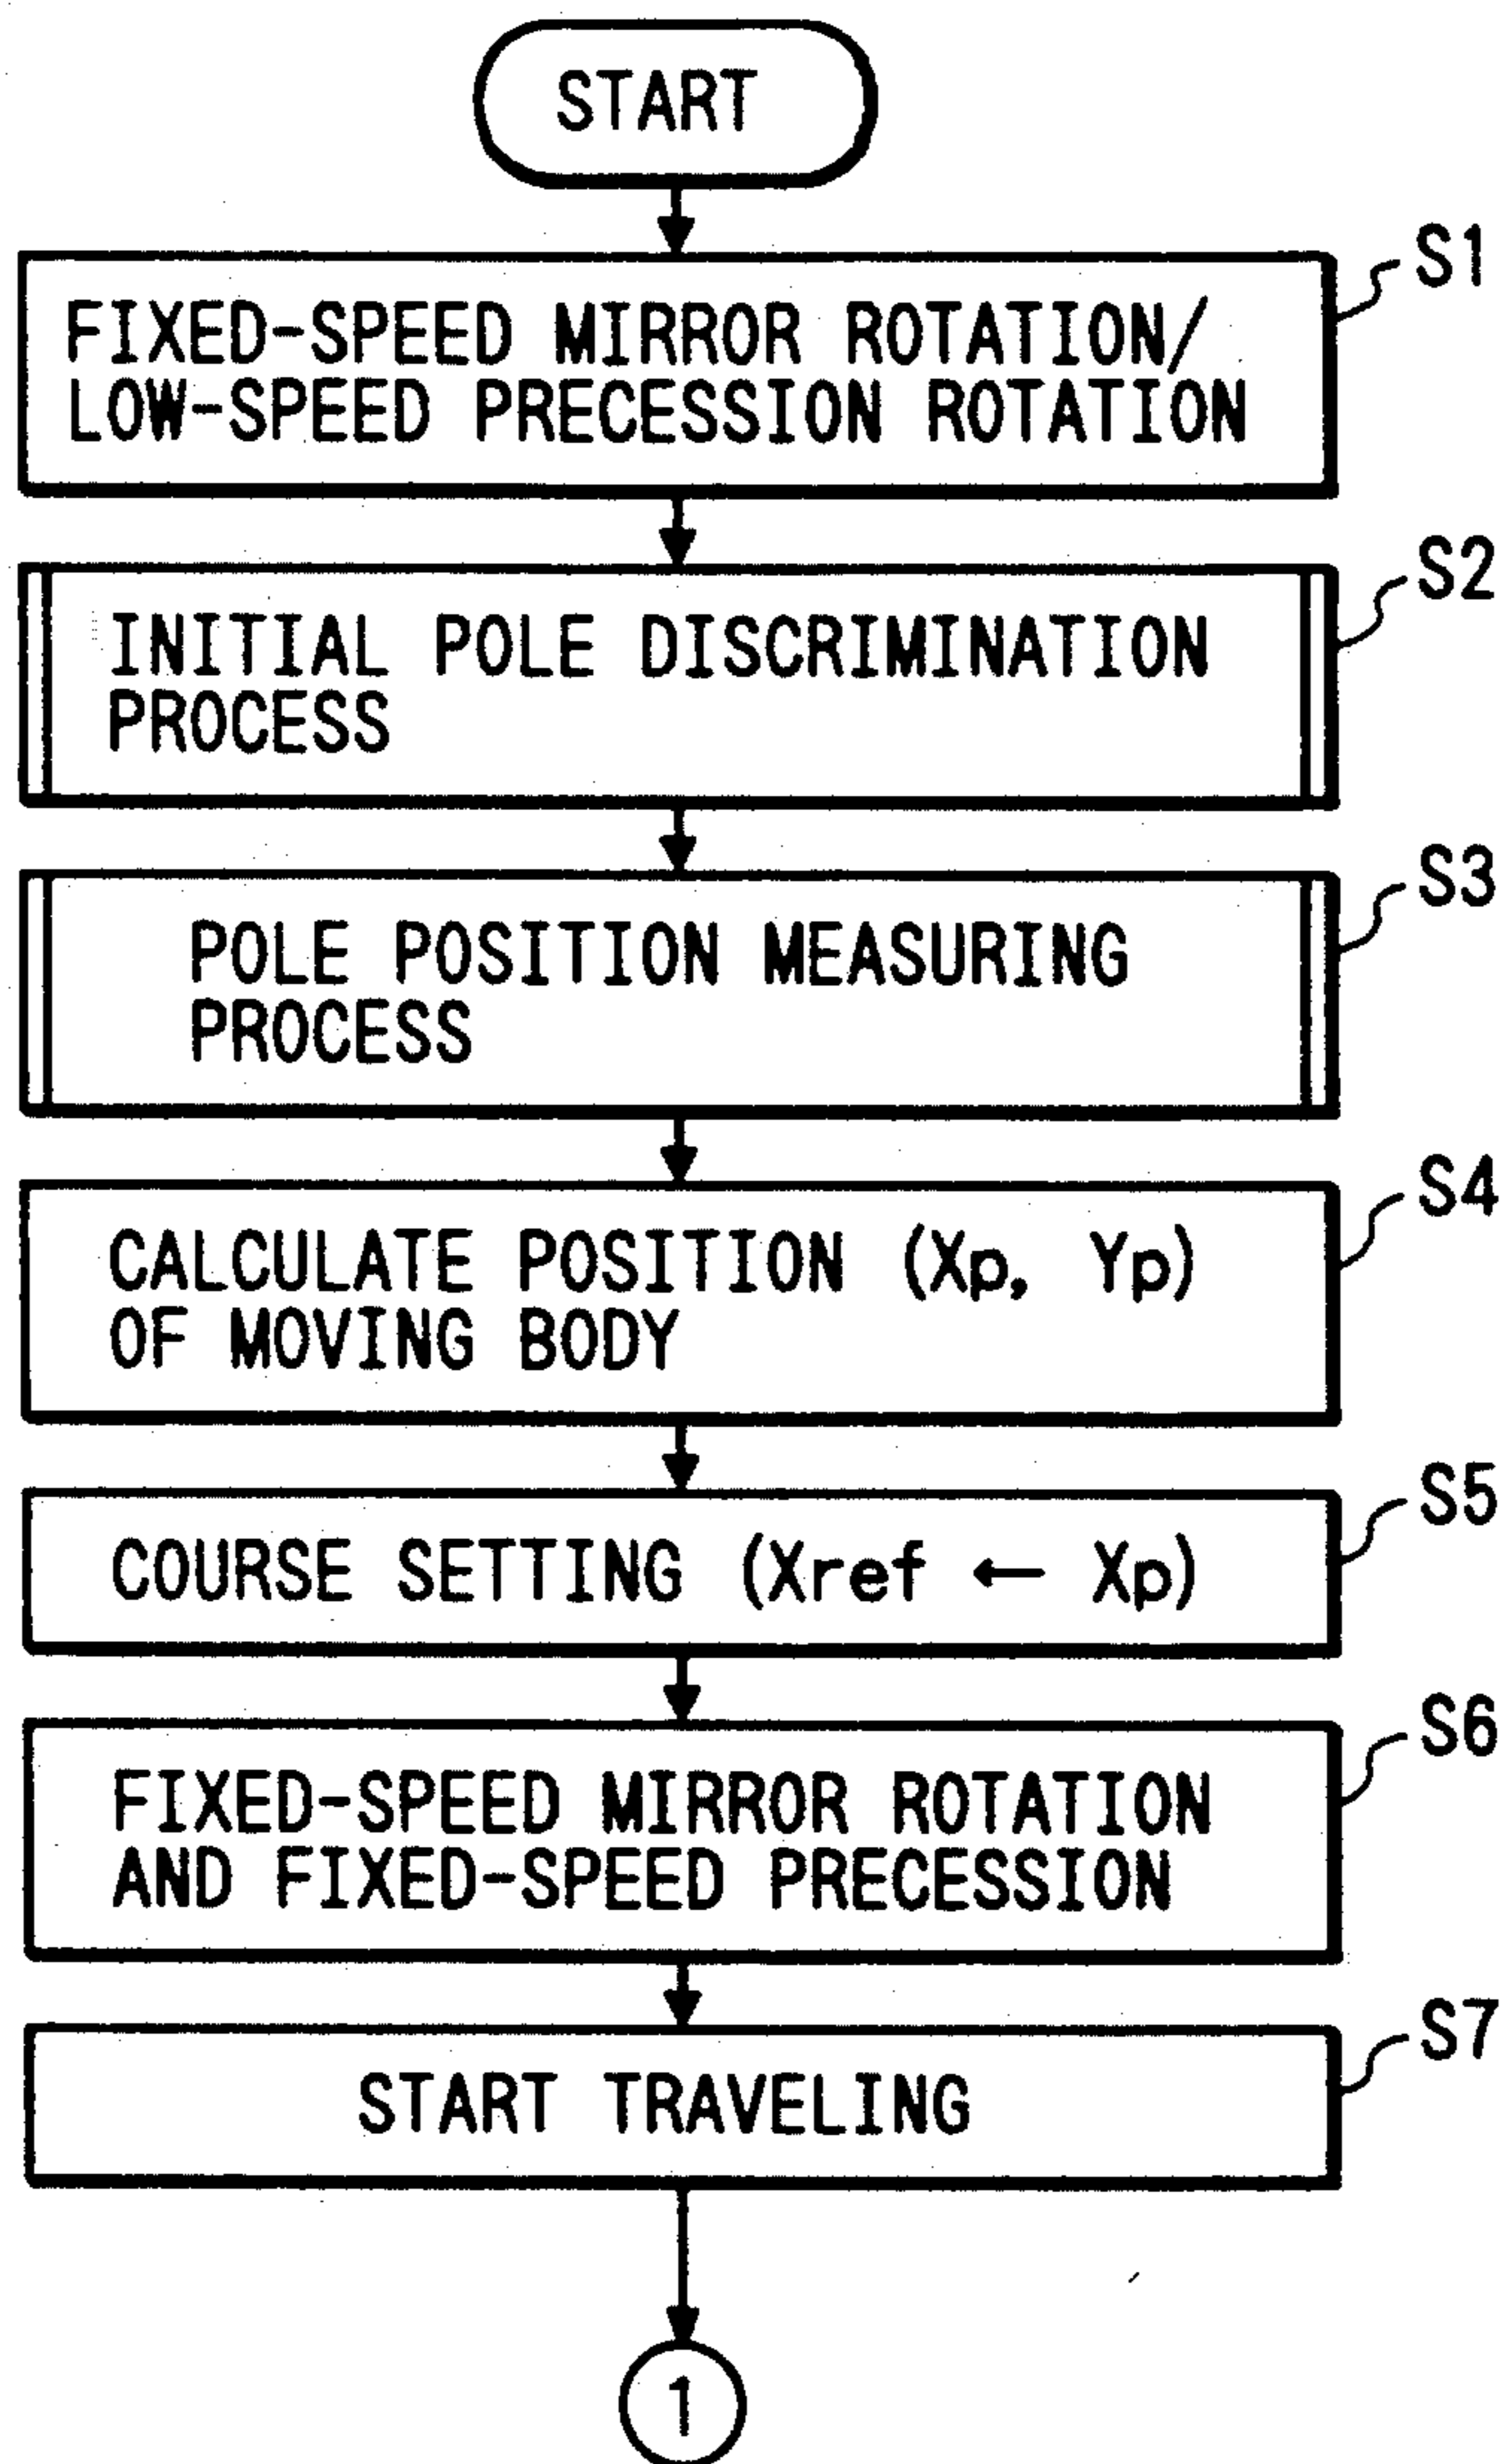 START
S1
FIXED-SPEED MIRROR ROTATION/
LOW-SPEED PRECESSION ROTATION
S2
INITIAL POLE DISCRIMINATION
PROCESS
S3
POLE POSITION MEASURING
PROCESS
S4
CALCULATE POSITION (Xp, Yp)
OF MOVING BODY
S5
COURSE SETTING (Xref ← Xp)
S6
FIXED-SPEED MIRROR ROTATION
AND FIXED-SPEED PRECESSION
S7
START TRAVELING
1